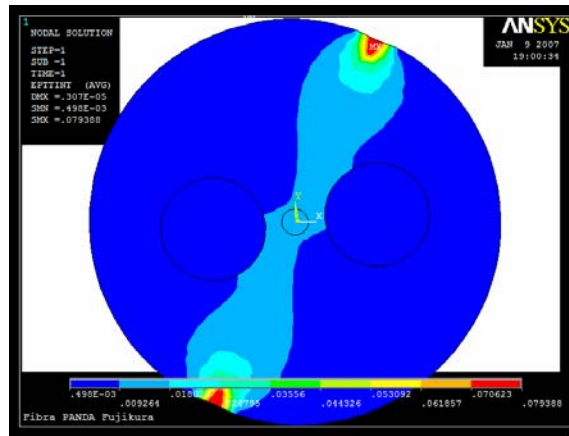 1
NODAL SOLUTION
STEP=1
SUB =1
TIME=1
EPTTINT (AVG)
DMX =.307E-05
SMN =.498E-03
SMX =.079388
ANSYS
JAN 9 2007
19:00:34
MX
Y
X
.498E-03 .03556 .053092 .070623
.009264 .026795 .044326 .061857 .079388
Fibra PANDA Fujikura